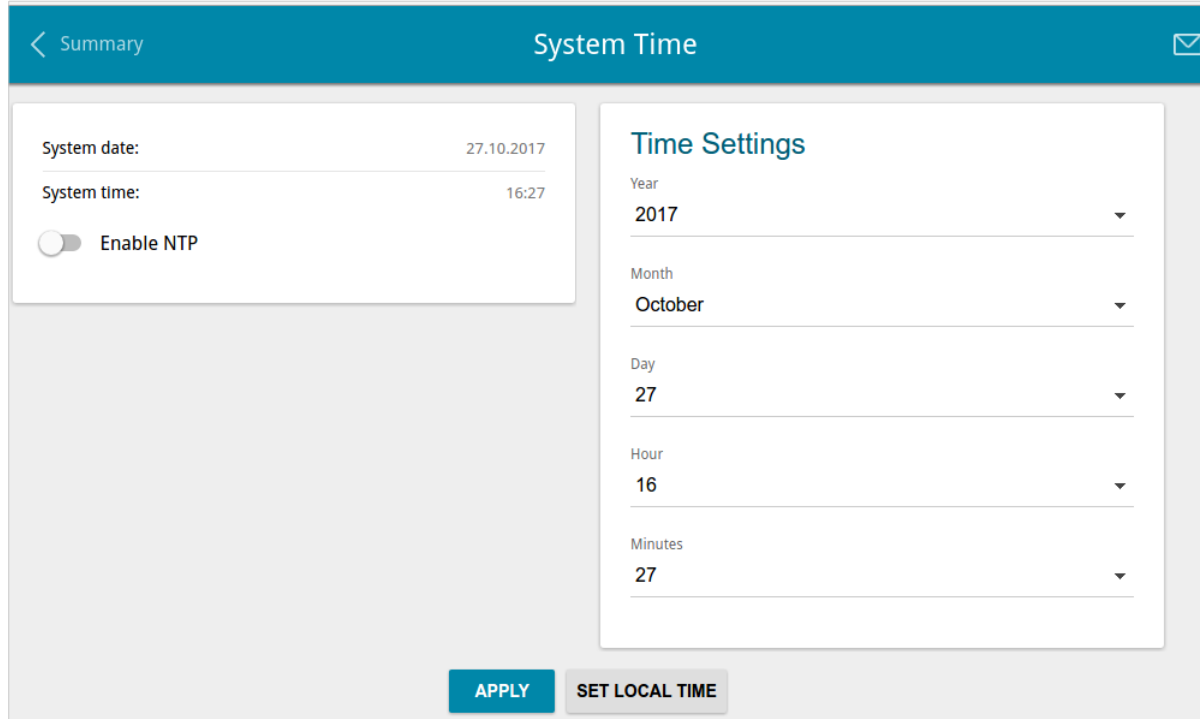 Summary
System Time
System date: 27.10.2017
System time: 16:27
Enable NTP
Time Settings
Year
2017
Month
October
Day
27
Hour
16
Minutes
27
APPLY SET LOCAL TIME